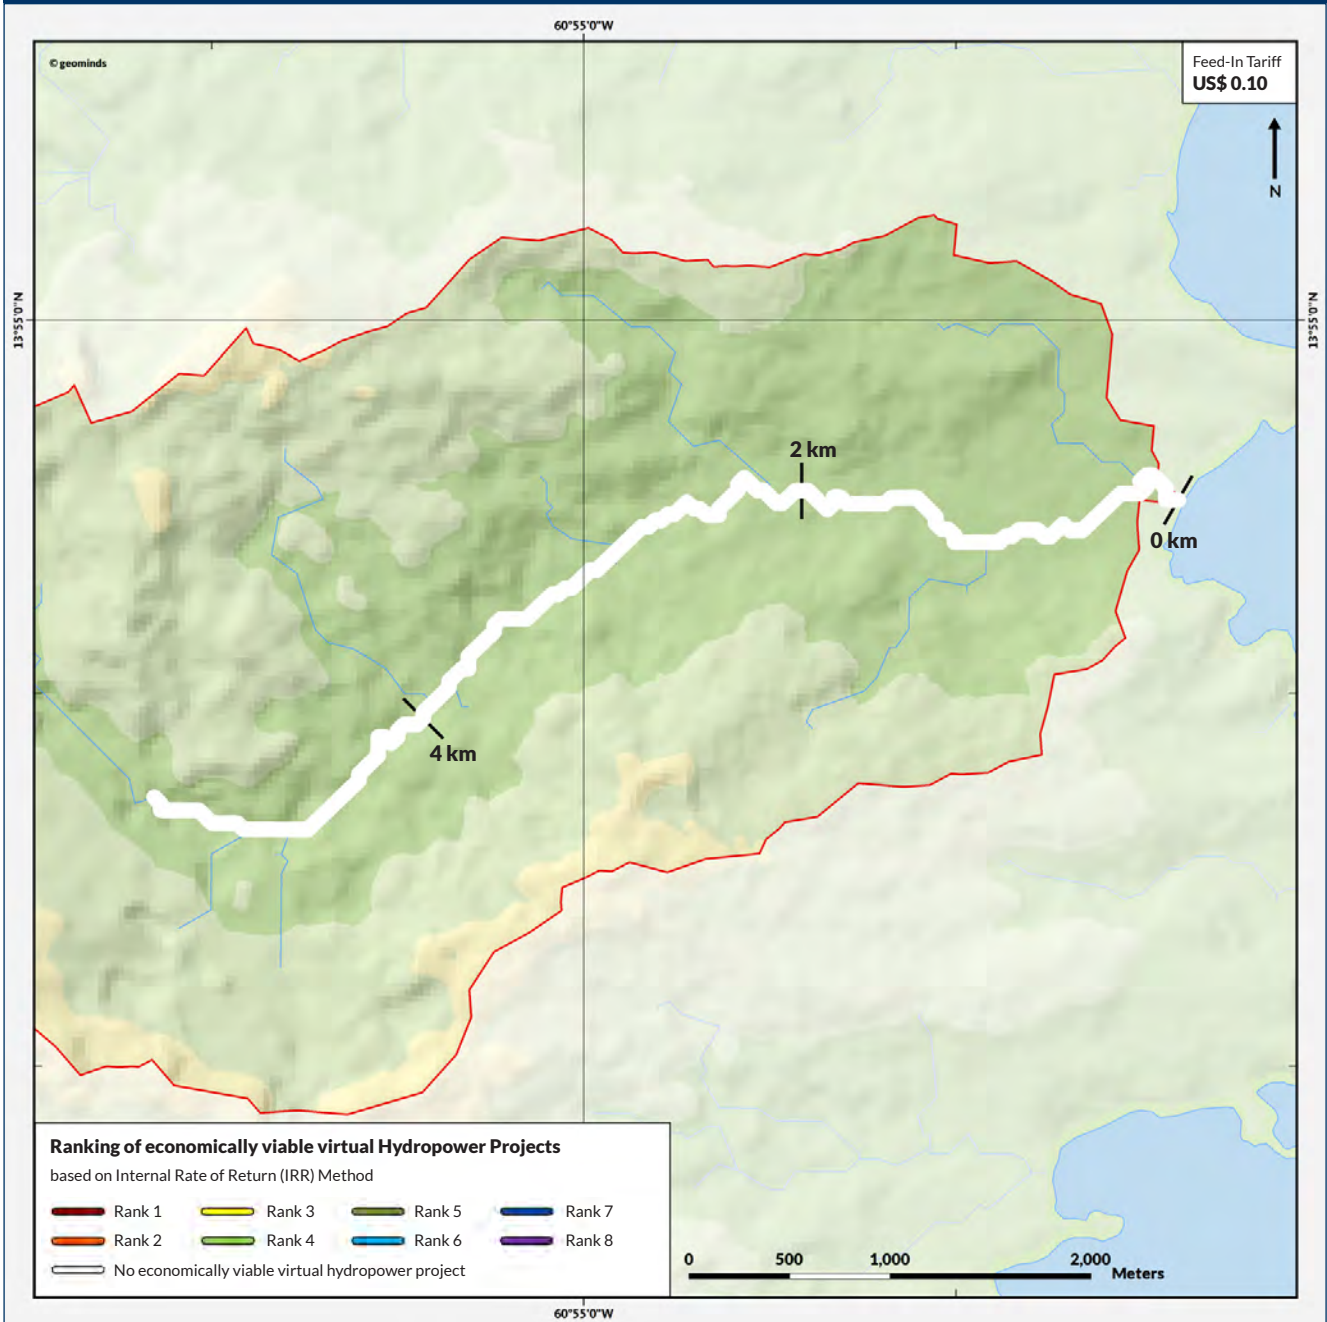 60°55'0"W
© geominds
Feed-In Tariff
US$ 0.10
N
13°55'0"N
13°55'0"N
2 km
0 km
4 km
Ranking of economically viable virtual Hydropower Projects
based on Internal Rate of Return (IRR) Method
Rank 1 Rank 3 Rank 5 Rank 7
Rank 2 Rank 4 Rank 6 Rank 8
No economically viable virtual hydropower project
0 500 1,000 2,000
Meters
60°55'0"W